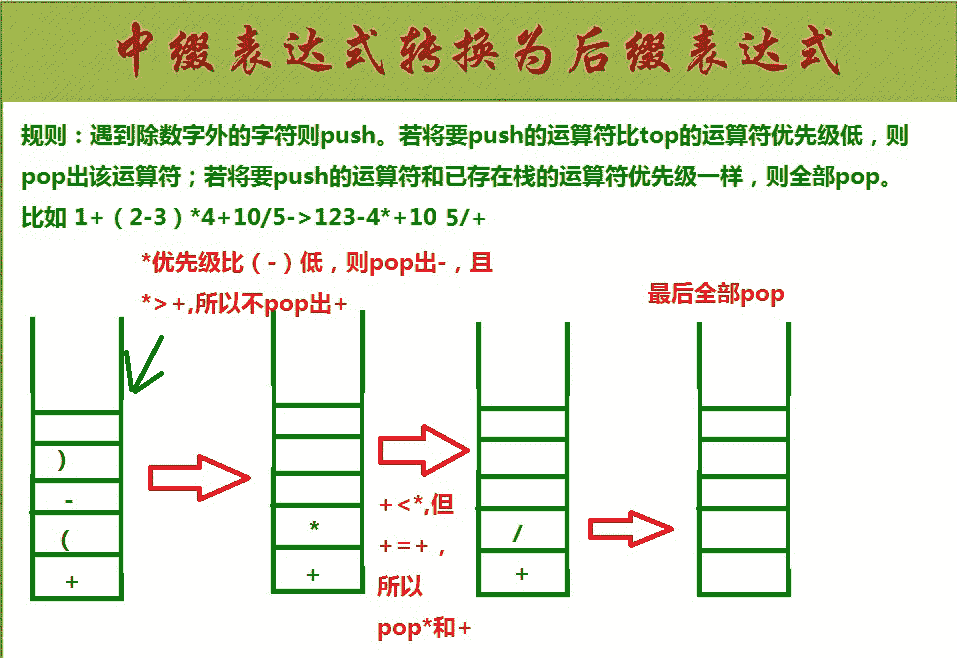 中缀表达式转换为后缀表达式
规则：遇到除数字外的字符则push。若将要push的运算符比top的运算符优先级低，则
pop出该运算符；若将要push的运算符和已存在栈的运算符优先级一样，则全部pop。
比如 1+（2-3）*4+10/5->123-4*+10 5/+
*优先级比（-）低，则pop出-，且
*>+,所以不pop出+
最后全部pop
)
-
(
+
*
+
+<*,但
+=+，
所以
pop*和+
/
+